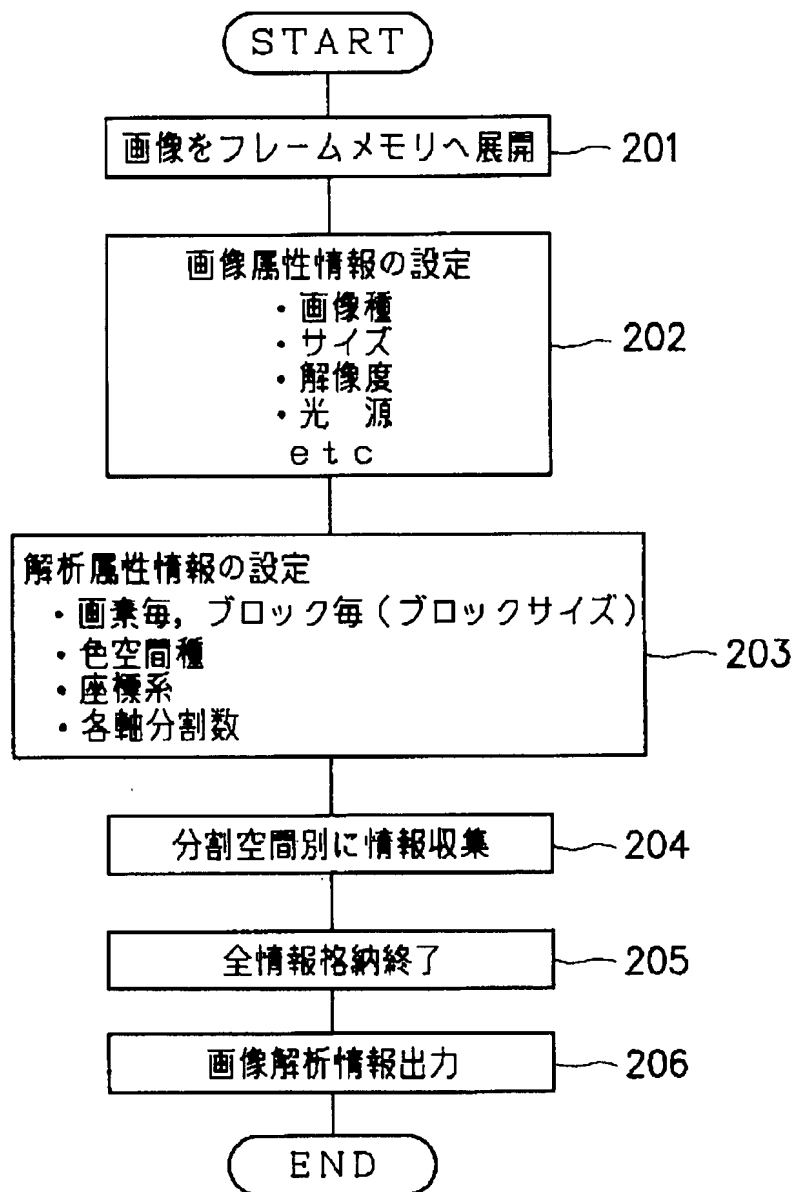 START
画像をフレームメモリへ展開
201
画像属性情報の設定
・画像種
・サイズ
・解像度
・光　源
etc
202
解析属性情報の設定
・画素毎，ブロック毎（ブロックサイズ）
・色空間種
・座標系
・各軸分割数
203
分割空間別に情報収集
204
全情報格納終了
205
画像解析情報出力
206
END